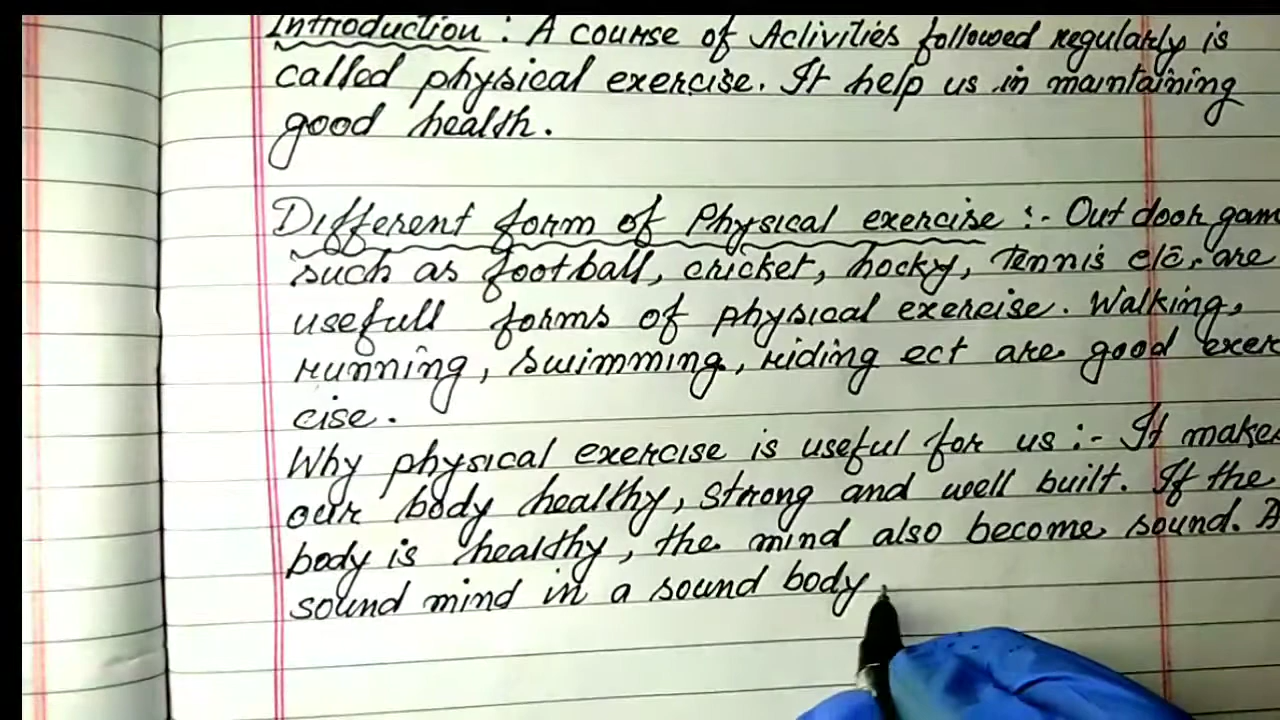 Introduction : A course of Activities followed regularly is
called physical exercise. It help us in maintaining
good health.
Different form of Physical exercise :- Out door gam
such as football, cricket, hocky, Tennis etc, are
usefull forms of physical exercise. Walking,
running, swimming, riding ect are good exer
cise.
Why physical exercise is useful for us :- It makes
our body healthy, strong and well built. If the
body is healthy, the mind also become sound.
sound mind in a sound body